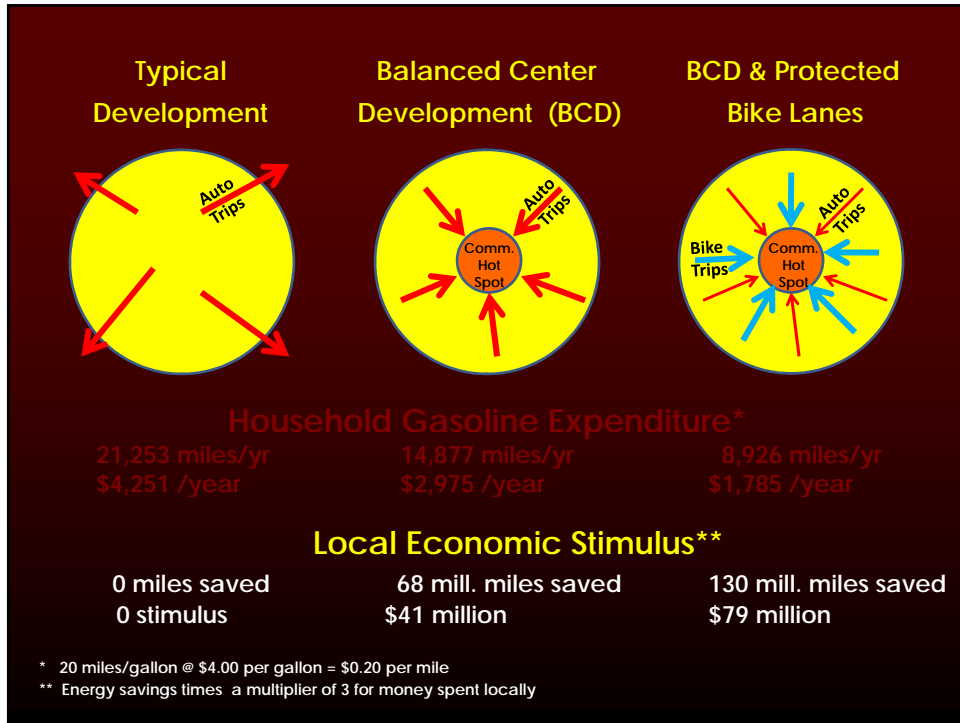 Typical
Development
Balanced Center
Development (BCD)
BCD & Protected
Bike Lanes
Auto
Trips
Auto
Trips
Comm.
Hot
Spot
Auto
Trips
Bike
Trips
Comm.
Hot
Spot
Household Gasoline Expenditure*
21,253 miles/yr
$4,251 /year
14,877 miles/yr
$2,975 /year
8,926 miles/yr
$1,785 /year
Local Economic Stimulus**
0 miles saved
0 stimulus
68 mill. miles saved
$41 million
130 mill. miles saved
$79 million
* 20 miles/gallon @ $4.00 per gallon = $0.20 per mile
** Energy savings times a multiplier of 3 for money spent locally